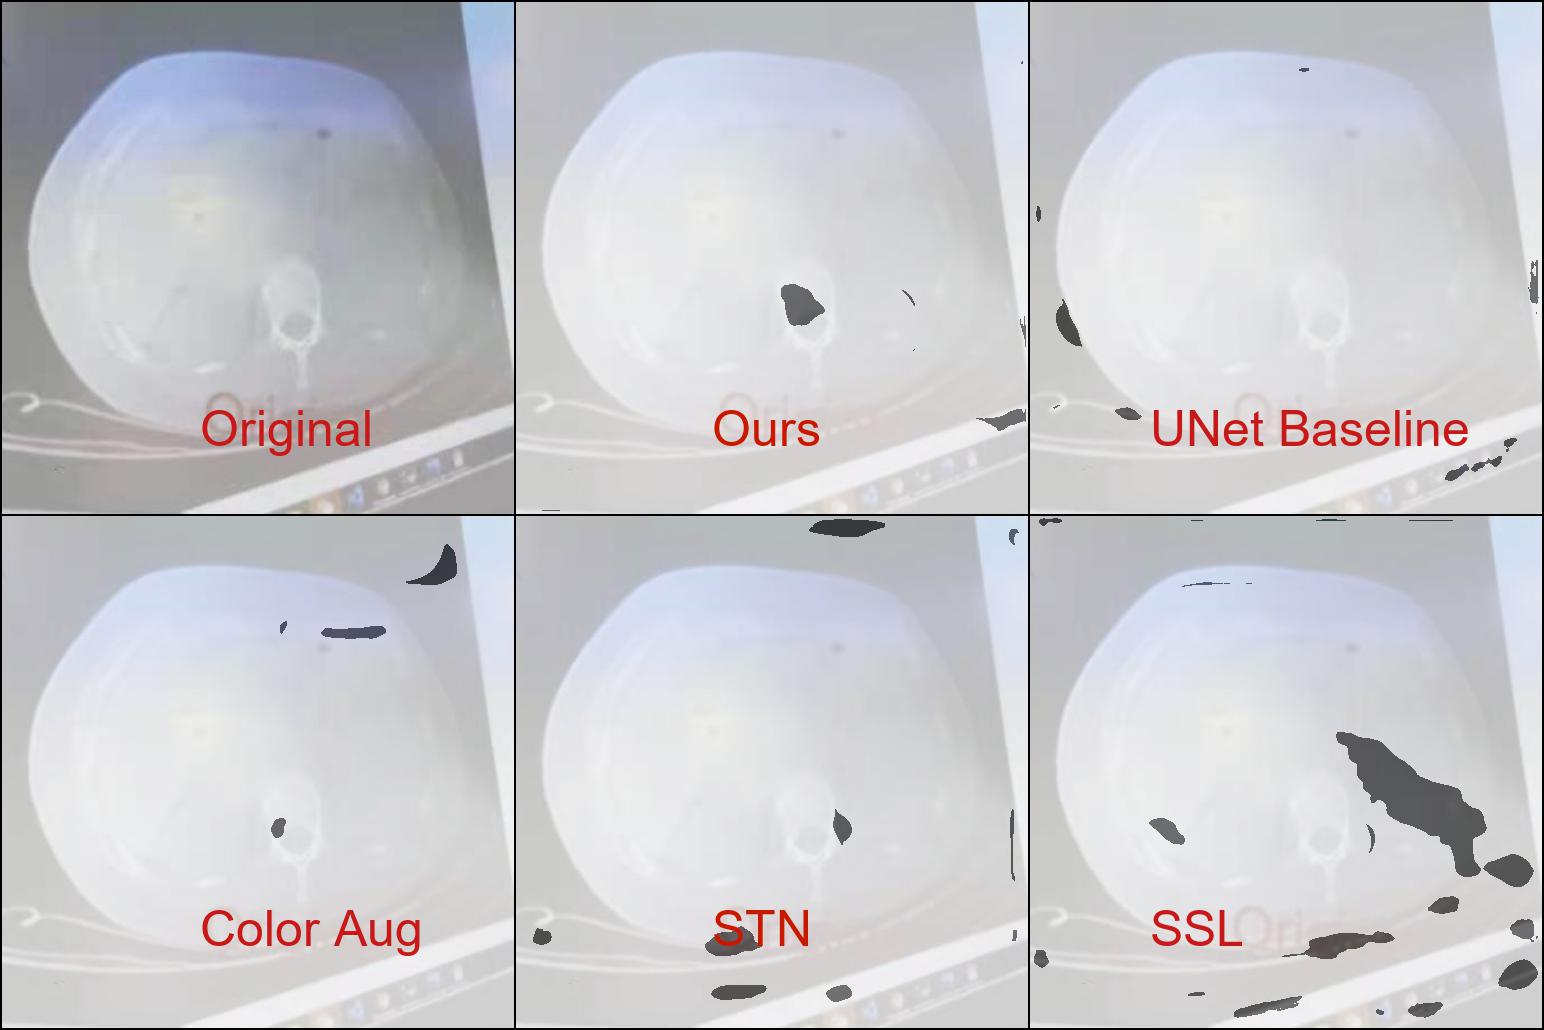 Original
Ours
UNet Baseline
Color Aug
STN
SSL